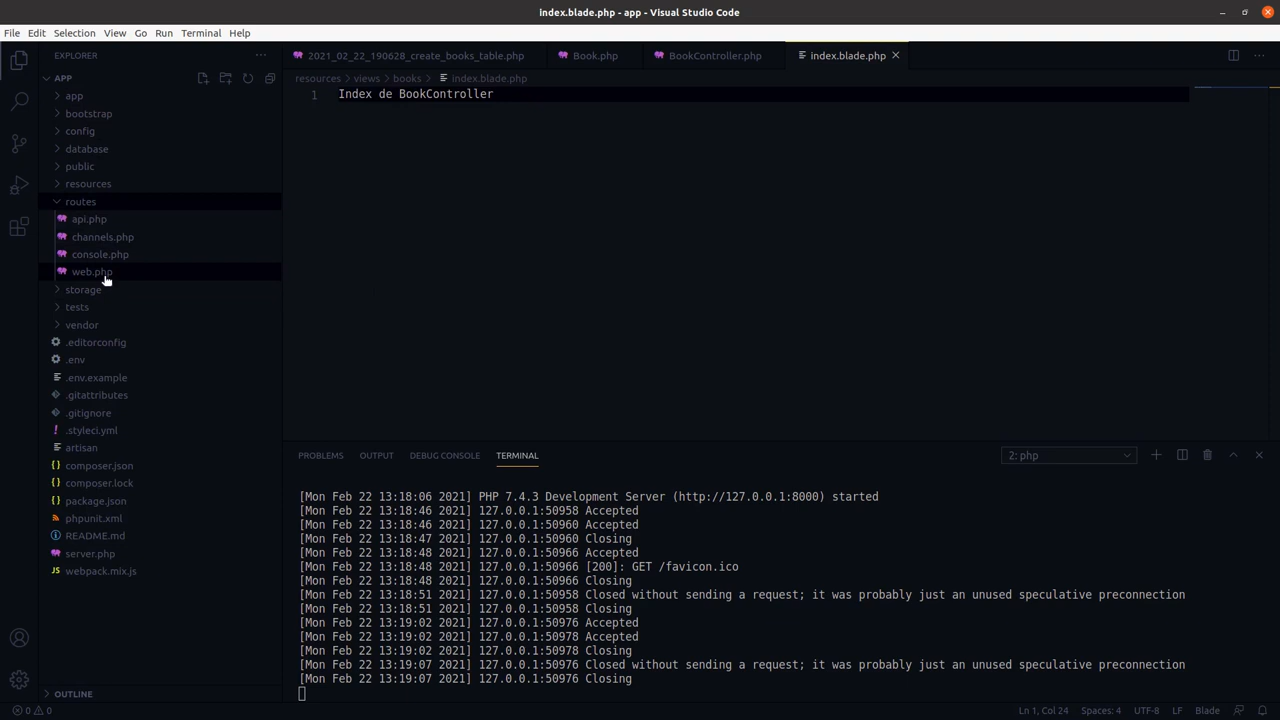 index.blade.php - app - Visual Studio Code
File Edit Selection View Go Run Terminal Help
EXPLORER
APP
app
bootstrap
config
database
public
resources
routes
api.php
channels.php
console.php
web.php
storage
tests
vendor
.editorconfig
.env
.env.example
.gitattributes
.gitignore
.styleci.yml
artisan
composer.json
composer.lock
package.json
phpunit.xml
README.md
server.php
webpack.mix.js
OUTLINE
2021_02_22_190628_create_books_table.php Book.php BookController.php index.blade.php
resources > views > books > index.blade.php
1 Index de BookController
PROBLEMS OUTPUT DEBUG CONSOLE TERMINAL 2: php
[Mon Feb 22 13:18:06 2021] PHP 7.4.3 Development Server (http://127.0.0.1:8000) started
[Mon Feb 22 13:18:46 2021] 127.0.0.1:50958 Accepted
[Mon Feb 22 13:18:46 2021] 127.0.0.1:50960 Accepted
[Mon Feb 22 13:18:47 2021] 127.0.0.1:50960 Closing
[Mon Feb 22 13:18:48 2021] 127.0.0.1:50966 Accepted
[Mon Feb 22 13:18:48 2021] 127.0.0.1:50966 [200]: GET /favicon.ico
[Mon Feb 22 13:18:48 2021] 127.0.0.1:50966 Closing
[Mon Feb 22 13:18:51 2021] 127.0.0.1:50958 Closed without sending a request; it was probably just an unused speculative preconnection
[Mon Feb 22 13:18:51 2021] 127.0.0.1:50958 Closing
[Mon Feb 22 13:19:02 2021] 127.0.0.1:50976 Accepted
[Mon Feb 22 13:19:02 2021] 127.0.0.1:50978 Accepted
[Mon Feb 22 13:19:02 2021] 127.0.0.1:50978 Closing
[Mon Feb 22 13:19:07 2021] 127.0.0.1:50976 Closed without sending a request; it was probably just an unused speculative preconnection
[Mon Feb 22 13:19:07 2021] 127.0.0.1:50976 Closing
0 0 Ln 1, Col 24 Spaces: 4 UTF-8 LF Blade